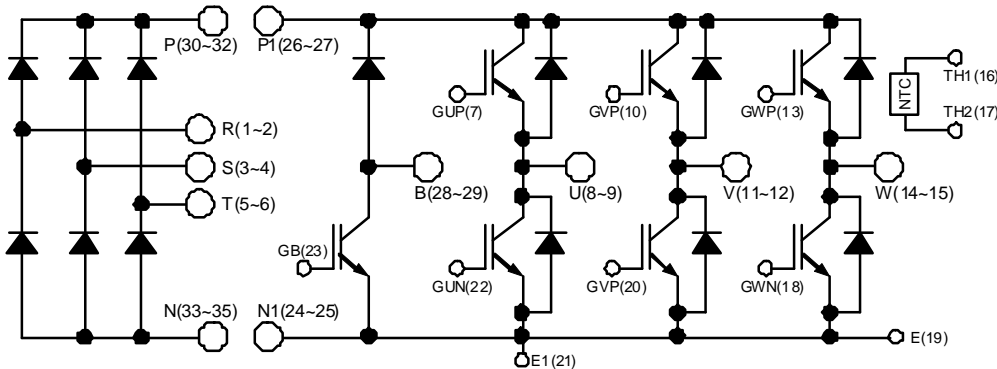 P(30~32)
P1(26~27)
TH1(16)
NTC
GUP(7)
GVP(10)
GWP(13)
TH2(17)
R(1~2)
S(3~4)
B(28~29)
U(8~9)
V(11~12)
W(14~15)
T(5~6)
GB(23)
GUN(22)
GVP(20)
GWN(18)
N(33~35)
N1(24~25)
E(19)
E1(21)